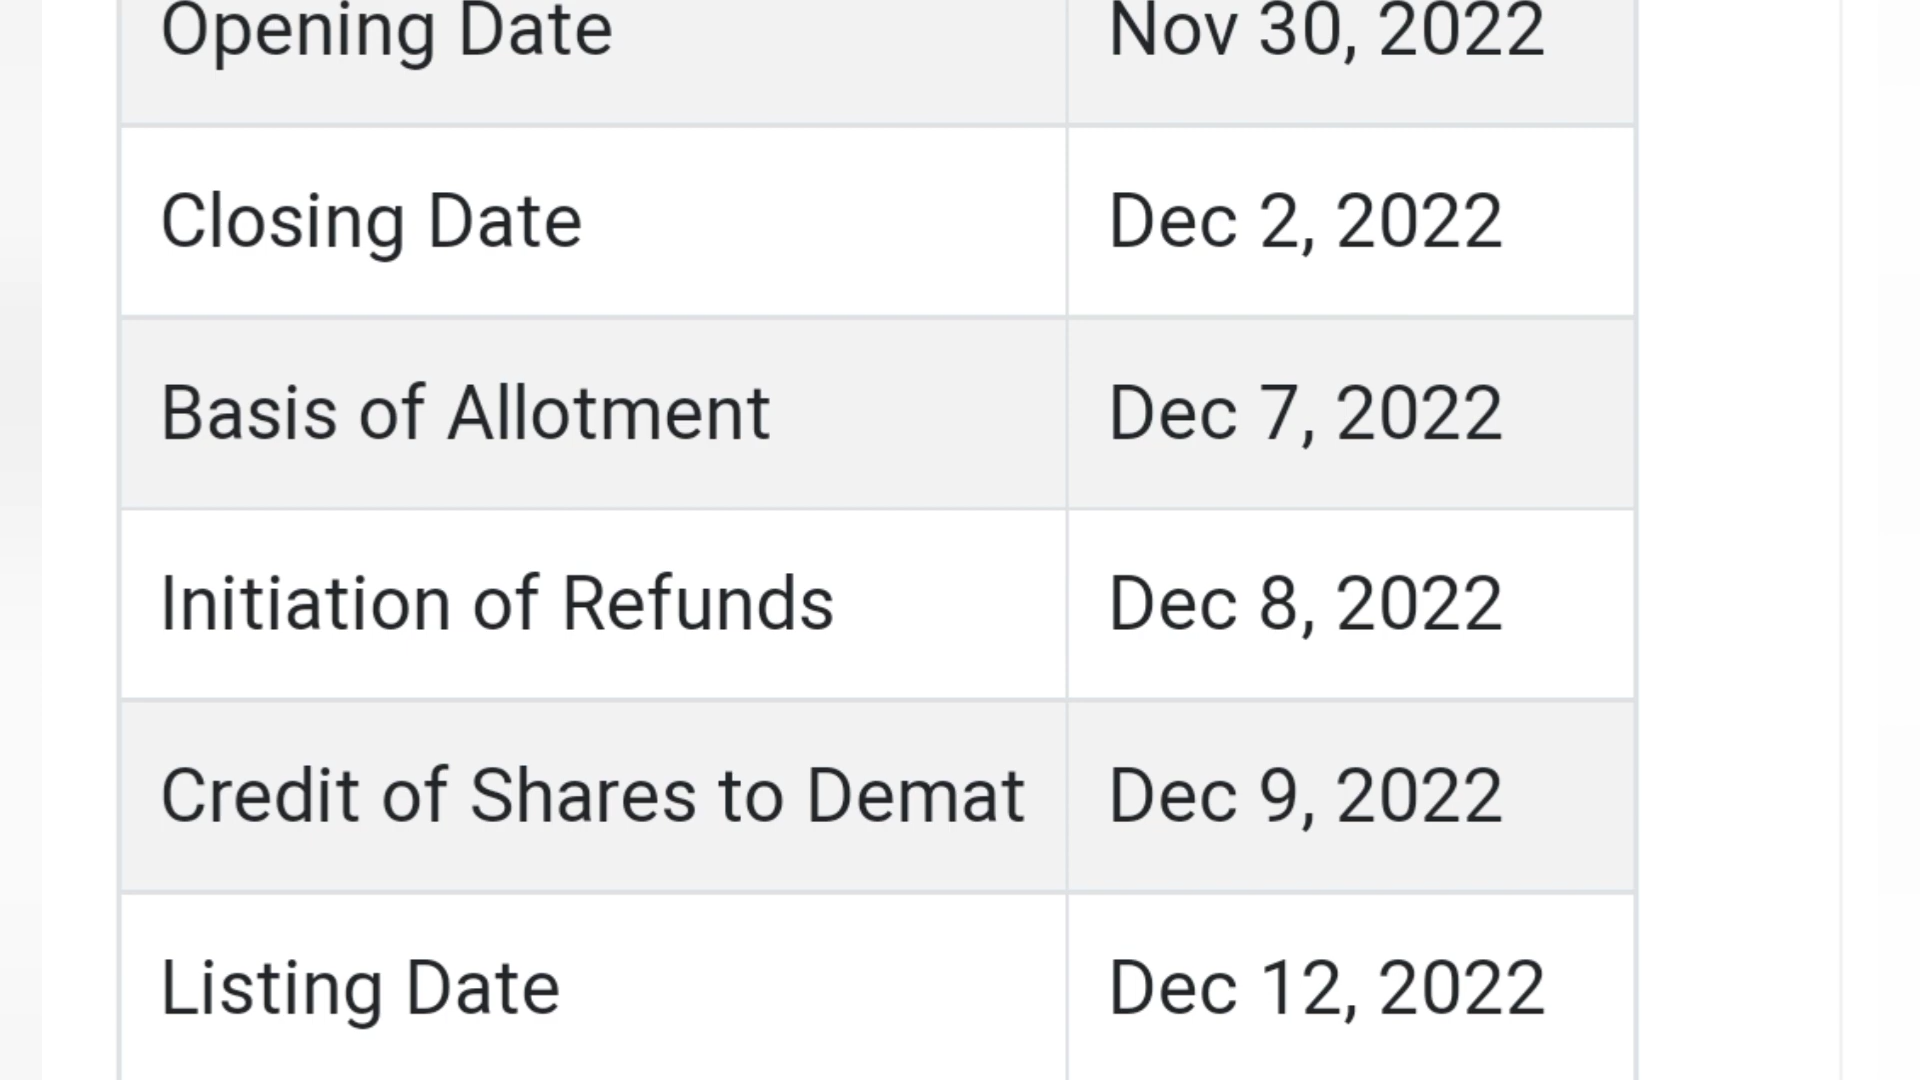 Opening Date Nov 30, 2022
Closing Date Dec 2, 2022
Basis of Allotment Dec 7, 2022
Initiation of Refunds Dec 8, 2022
Credit of Shares to Demat Dec 9, 2022
Listing Date Dec 12, 2022